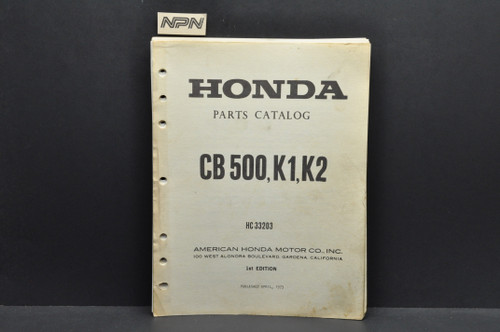 NPN
HONDA
PARTS CATALOG
CB 500, K1, K2
HC 33203
AMERICAN HONDA MOTOR CO., INC.
100 WEST ALONDRA BOULEVARD, GARDENA, CALIFORNIA
1st EDITION